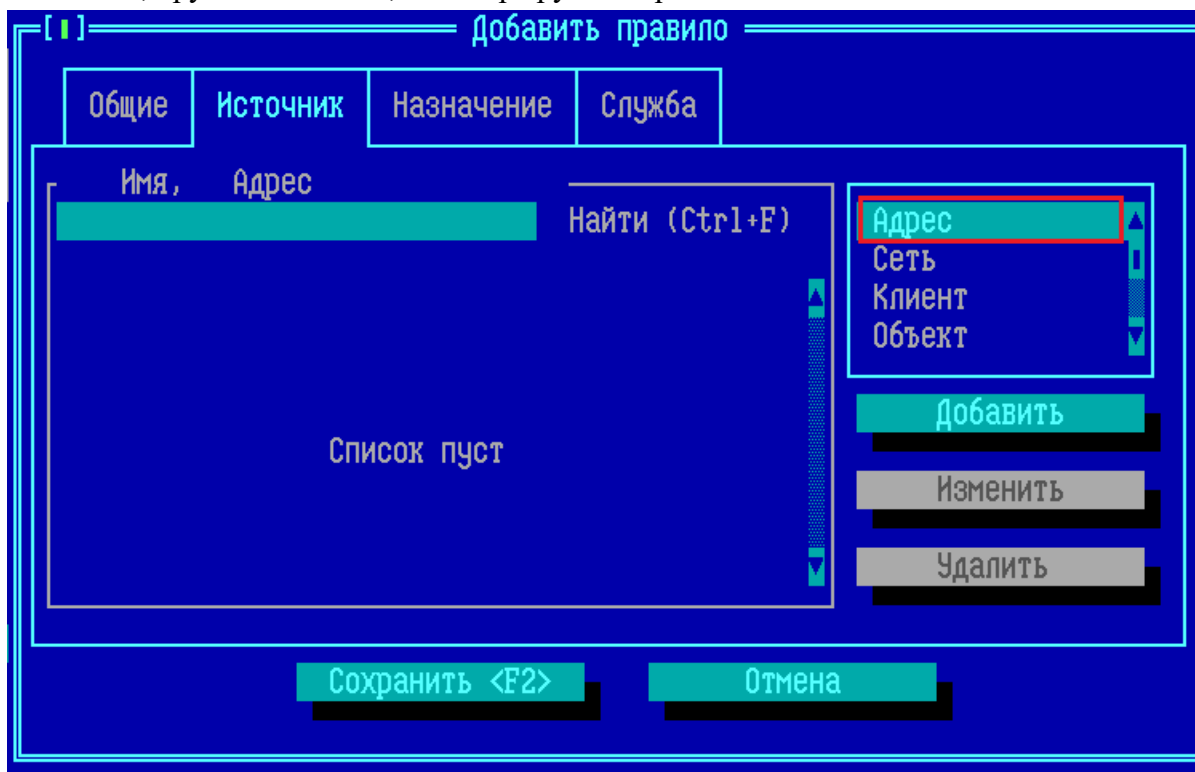 Добавить правило
Общие
Источник
Назначение
Служба
Имя, Адрес
Найти (Ctrl+F)
Список пуст
Адрес
Сеть
Клиент
Объект
Добавить
Изменить
Удалить
Сохранить <F2>
Отмена